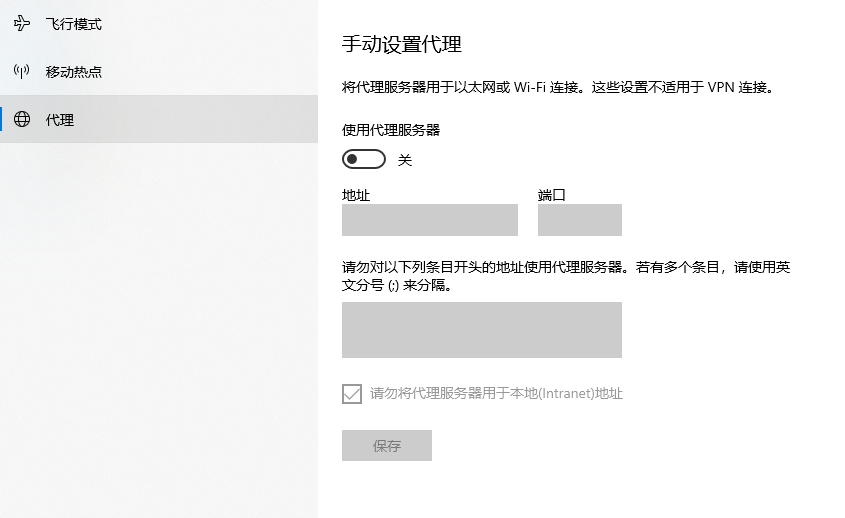 飞行模式
移动热点
代理
手动设置代理
将代理服务器用于以太网或 Wi-Fi 连接。这些设置不适用于 VPN 连接。
使用代理服务器
关
地址 端口
请勿对以下列条目开头的地址使用代理服务器。若有多个条目，请使用英
文分号 (;) 来分隔。
请勿将代理服务器用于本地(Intranet)地址
保存